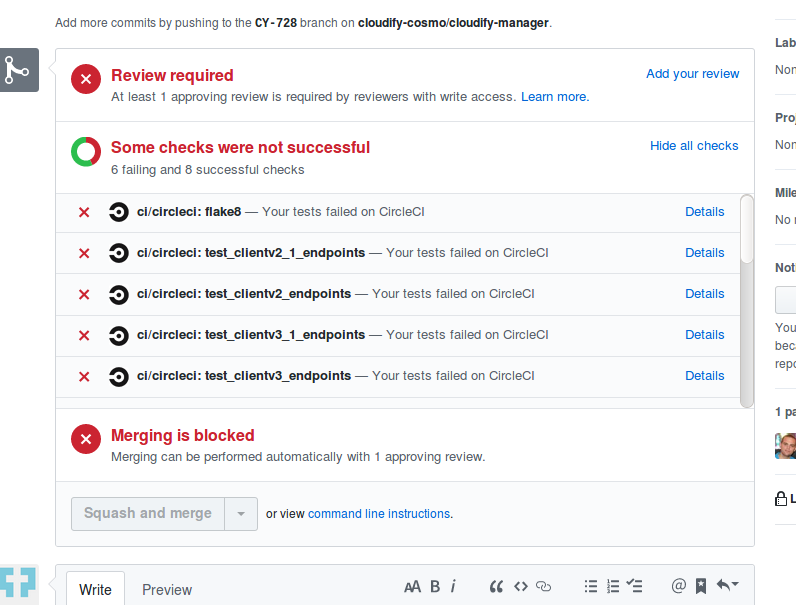 Add more commits by pushing to the CY-728 branch on cloudify-cosmo/cloudify-manager.
Review required
Add your review
At least 1 approving review is required by reviewers with write access. Learn more.
Some checks were not successful
Hide all checks
6 failing and 8 successful checks
ci/circleci: flake8 — Your tests failed on CircleCI Details
ci/circleci: test_clientv2_1_endpoints — Your tests failed on CircleCI Details
ci/circleci: test_clientv2_endpoints — Your tests failed on CircleCI Details
ci/circleci: test_clientv3_1_endpoints — Your tests failed on CircleCI Details
ci/circleci: test_clientv3_endpoints — Your tests failed on CircleCI Details
Merging is blocked
Merging can be performed automatically with 1 approving review.
Squash and merge or view command line instructions.
Write Preview AA B i @
Lab
Non
Proj
Non
Mile
No
Noti
You
beca
repo
1 pa
L